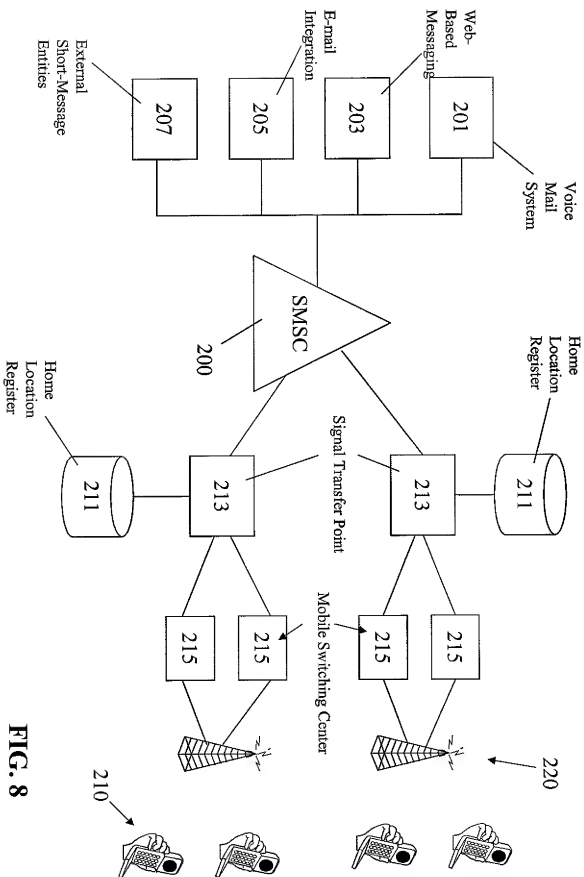 Voice
Mail
System
201
Web-
Based
Messaging
203
E-mail
Integration
205
External
Short-Message
Entities
207
SMSC
200
Home
Location
Register
211
213
Signal Transfer Point
213
211
Home
Location
Register
215
215
Mobile Switching Center
215
215
220
210
FIG. 8